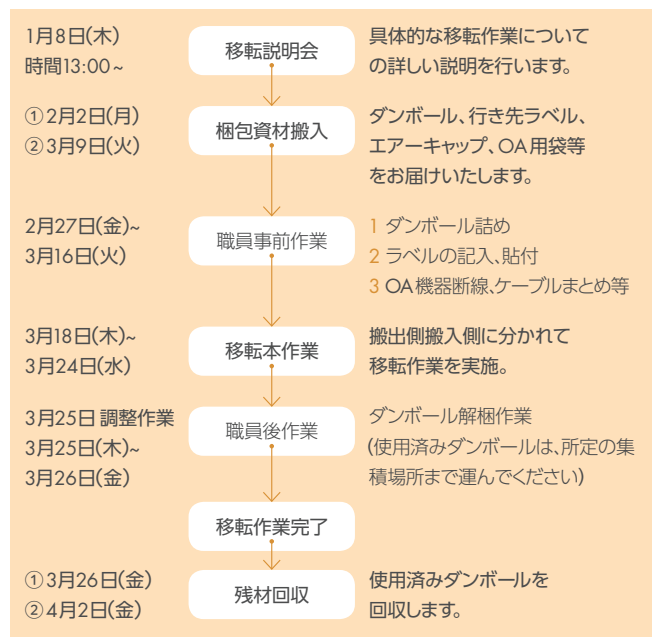 1月8日(木)
時間13:00~
移転説明会
具体的な移転作業について
の詳しい説明を行います。
①2月2日(月)
②3月9日(火)
梱包資材搬入
ダンボール、行き先ラベル、
エアーキャップ、OA用袋等
をお届けいたします。
2月27日(金)~
3月16日(火)
職員事前作業
1 ダンボール詰め
2 ラベルの記入、貼付
3 OA機器断線、ケーブルまとめ等
3月18日(木)~
3月24日(水)
移転本作業
搬出側搬入側に分かれて
移転作業を実施。
3月25日 調整作業
3月25日(木)~
3月26日(金)
職員後作業
ダンボール解梱作業
(使用済みダンボールは、所定の集
積場所まで運んでください)
移転作業完了
①3月26日(金)
②4月2日(金)
残材回収
使用済みダンボールを
回収します。